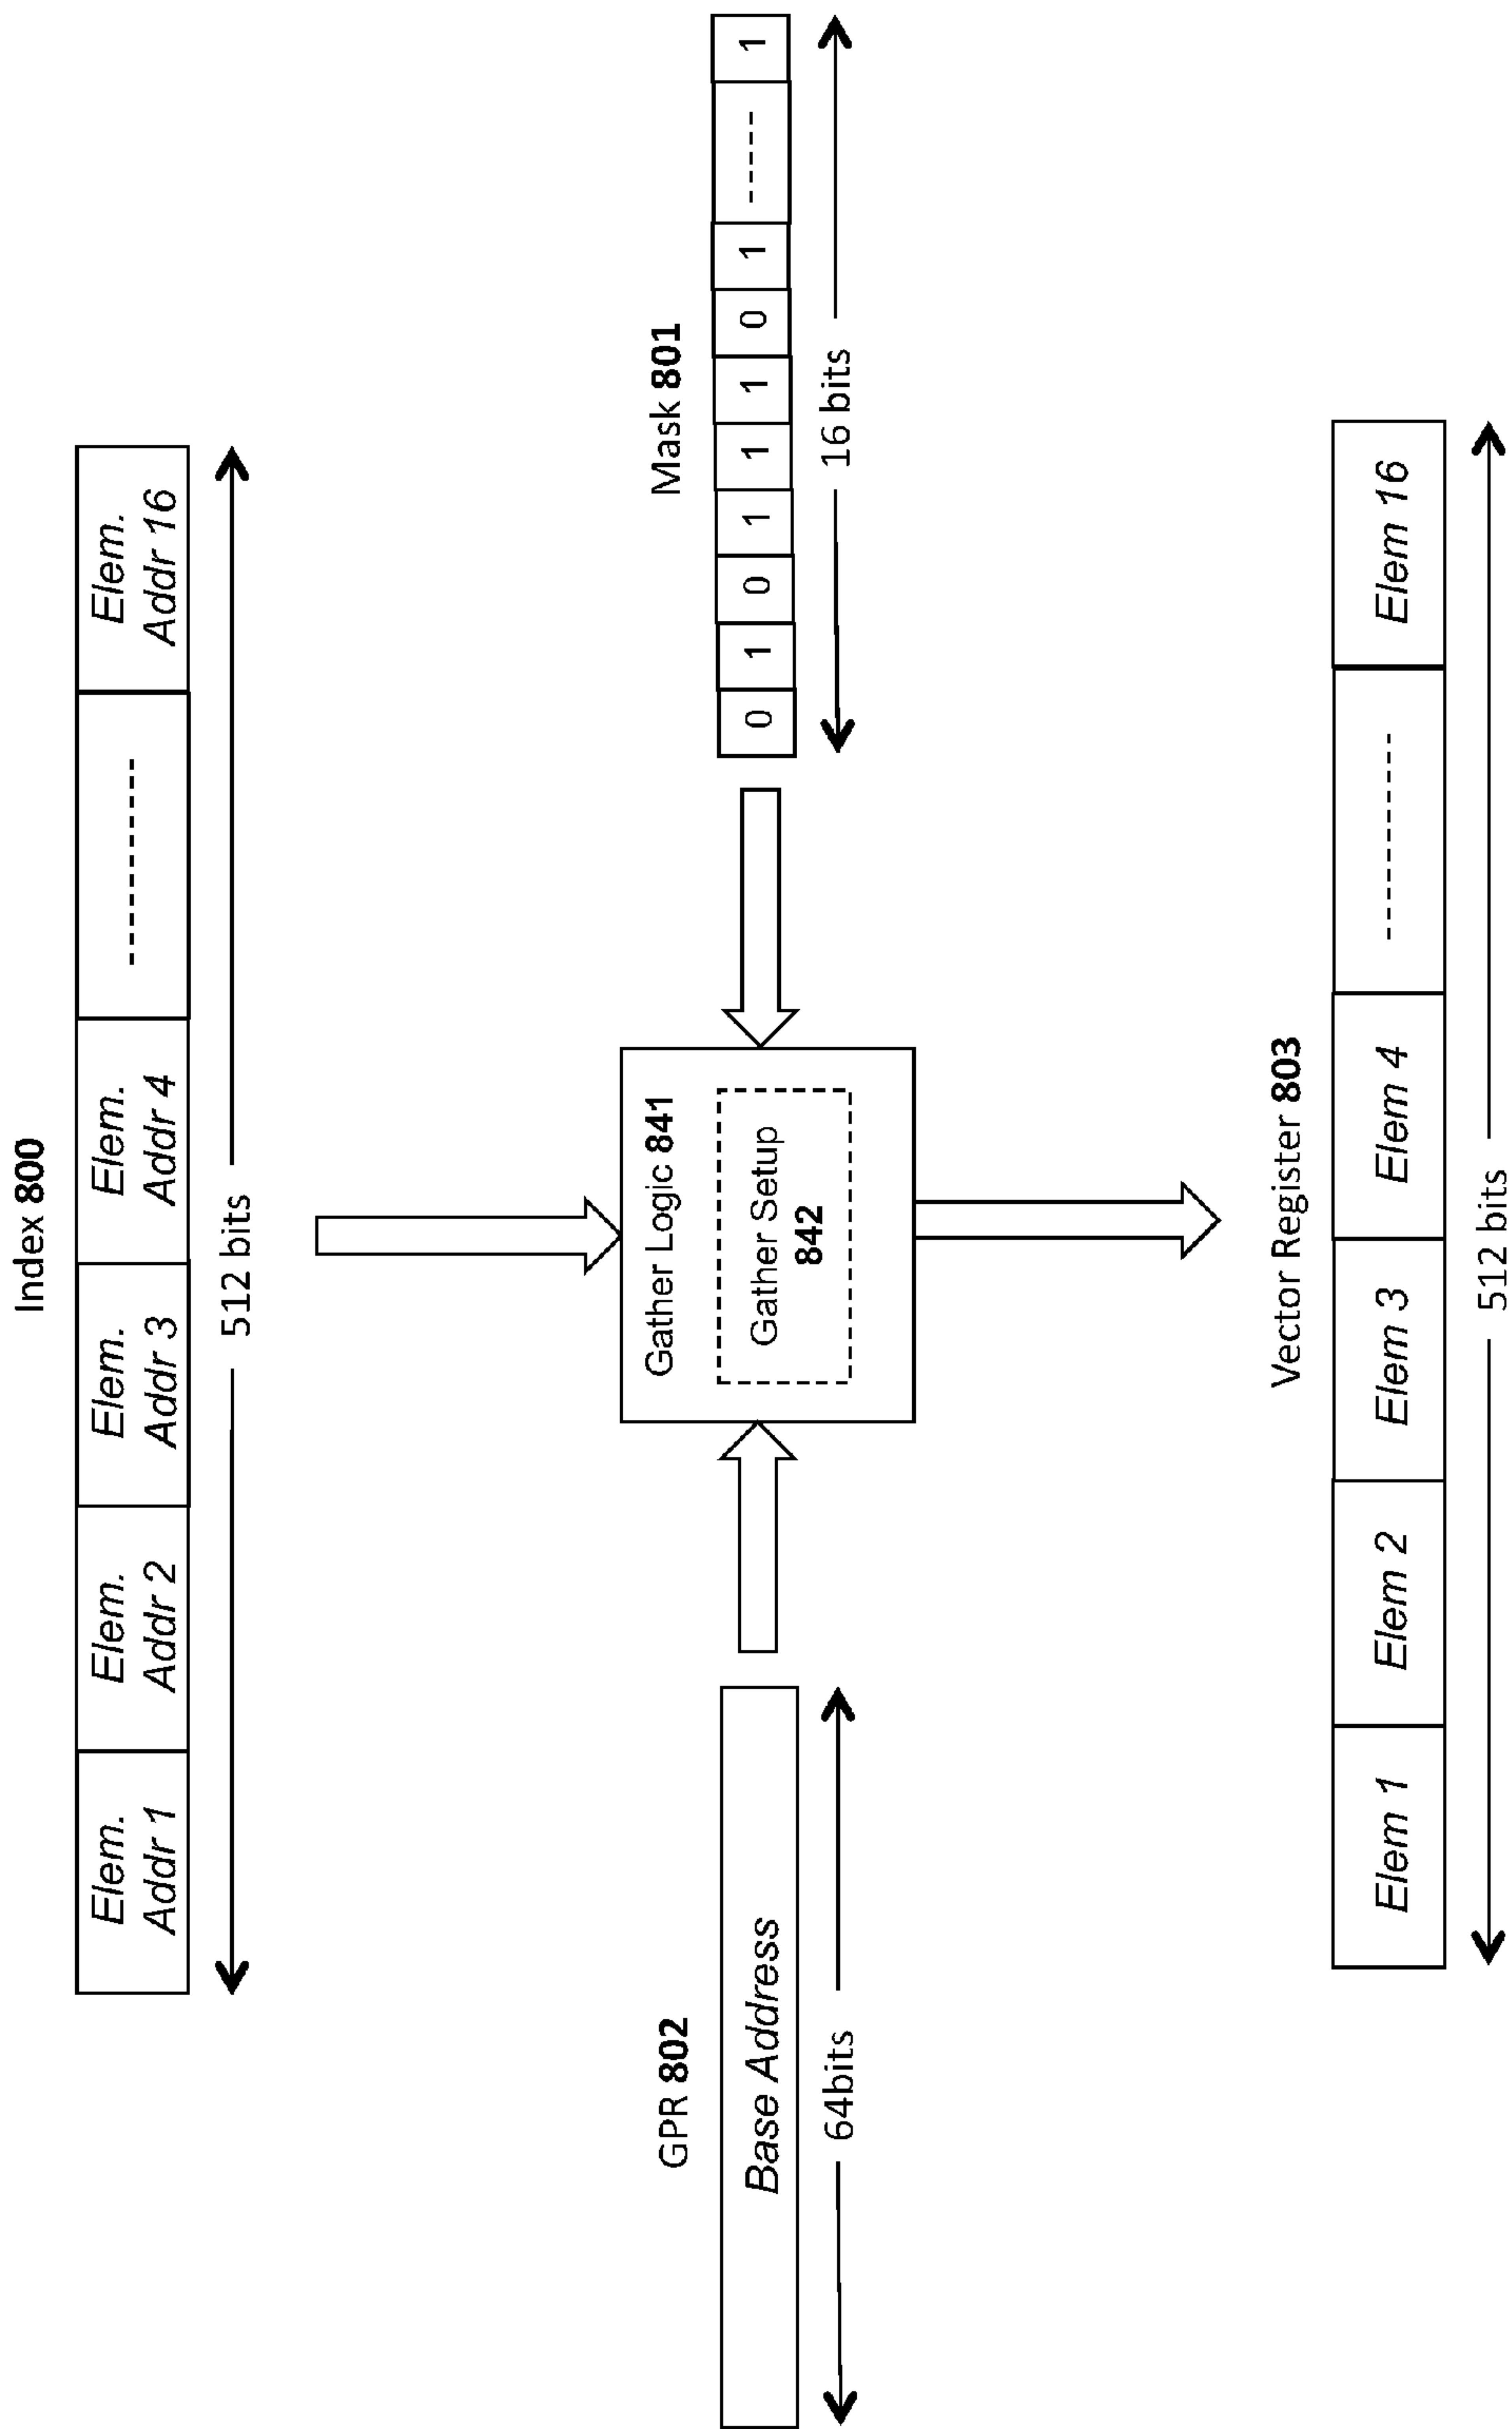 Index 800
Elem. Addr 1
Elem. Addr 2
Elem. Addr 3
Elem. Addr 4
----------
Elem. Addr 16
512 bits
GPR 802
Base Address
64bits
Gather Logic 841
Gather Setup
842
Mask 801
0 1 0 1 1 1 0 1 ------ 1
16 bits
Vector Register 803
Elem 1
Elem 2
Elem 3
Elem 4
----------
Elem 16
512 bits